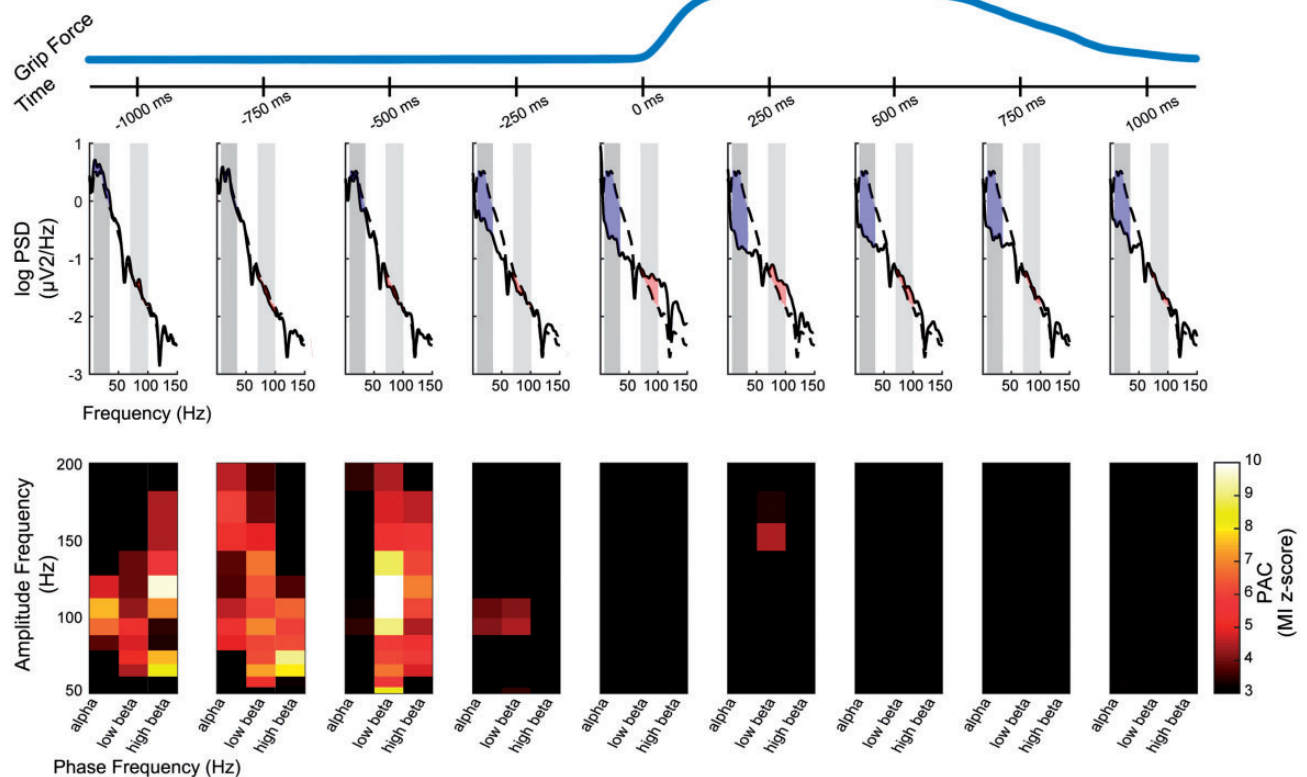 Grip Force
Time
-1000 ms
-750 ms
-500 ms
-250 ms
0 ms
250 ms
500 ms
750 ms
1000 ms
log PSD
(µV2/Hz)
1
0
-1
-2
-3
50 100 150
50 100 150
50 100 150
50 100 150
50 100 150
50 100 150
50 100 150
50 100 150
50 100 150
Frequency (Hz)
Amplitude Frequency
(Hz)
200
150
100
50
alpha low beta high beta
alpha low beta high beta
alpha low beta high beta
alpha low beta high beta
alpha low beta high beta
alpha low beta high beta
alpha low beta high beta
alpha low beta high beta
alpha low beta high beta
Phase Frequency (Hz)
10
9
8
7
6
5
4
3
PAC
(MI z-score)